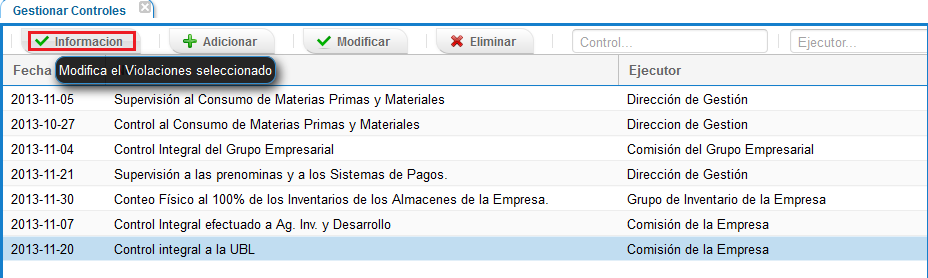 Gestionar Controles
Informacion Adicionar Modificar Eliminar Control... Ejecutor...
Modifica el Violaciones seleccionado
Fecha Ejecutor
2013-11-05 Supervisión al Consumo de Materias Primas y Materiales Dirección de Gestión
2013-10-27 Control al Consumo de Materias Primas y Materiales Direccion de Gestion
2013-11-04 Control Integral del Grupo Empresarial Comisión del Grupo Empresarial
2013-11-21 Supervisión a las prenominas y a los Sistemas de Pagos. Dirección de Gestión
2013-11-30 Conteo Físico al 100% de los Inventarios de los Almacenes de la Empresa. Grupo de Inventario de la Empresa
2013-11-07 Control Integral efectuado a Ag. Inv. y Desarrollo Comisión de la Empresa
2013-11-20 Control integral a la UBL Comisión de la Empresa